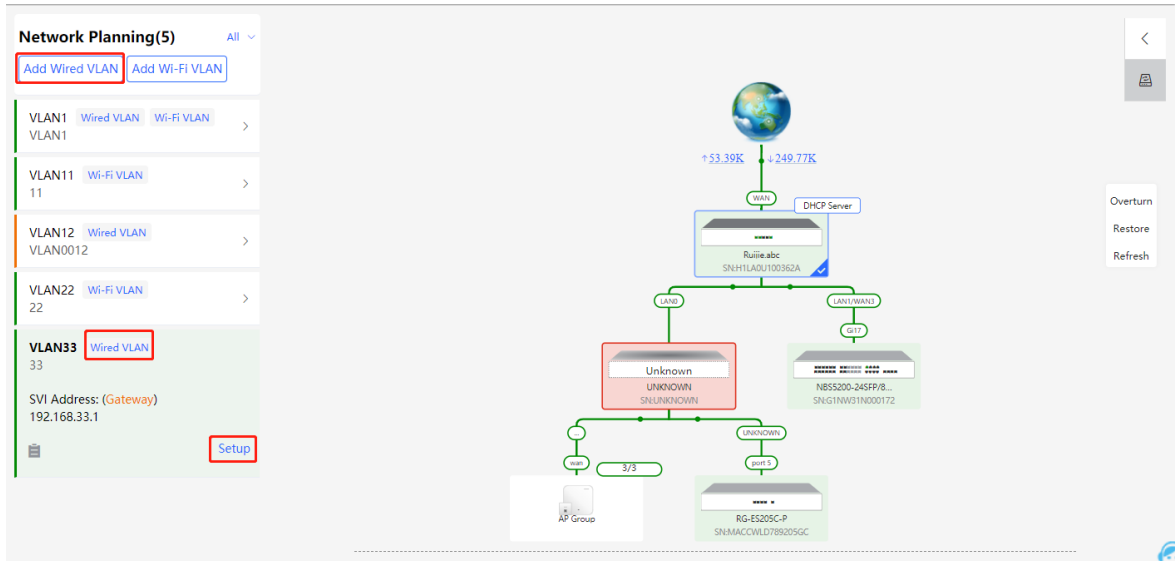 Network Planning(5)
All
Add Wired VLAN
Add Wi-Fi VLAN
VLAN1 Wired VLAN Wi-Fi VLAN
VLAN1
VLAN11 Wi-Fi VLAN
11
VLAN12 Wired VLAN
VLAN0012
VLAN22 Wi-Fi VLAN
22
VLAN33 Wired VLAN
33
SVI Address: (Gateway)
192.168.33.1
Setup
↑53.39K ↓249.77K
WAN
DHCP Server
Ruijie.abc
SN:H1LA0U100362A
LAN0
LAN1/WAN3
Gi17
Unknown
UNKNOWN
SN:UNKNOWN
NBS5200-24SFP/8...
SN:G1NW31N000172
...
UNKNOWN
wan
3/3
port 5
AP Group
RG-ES205C-P
SN:MACCWLD789205GC
Overturn
Restore
Refresh